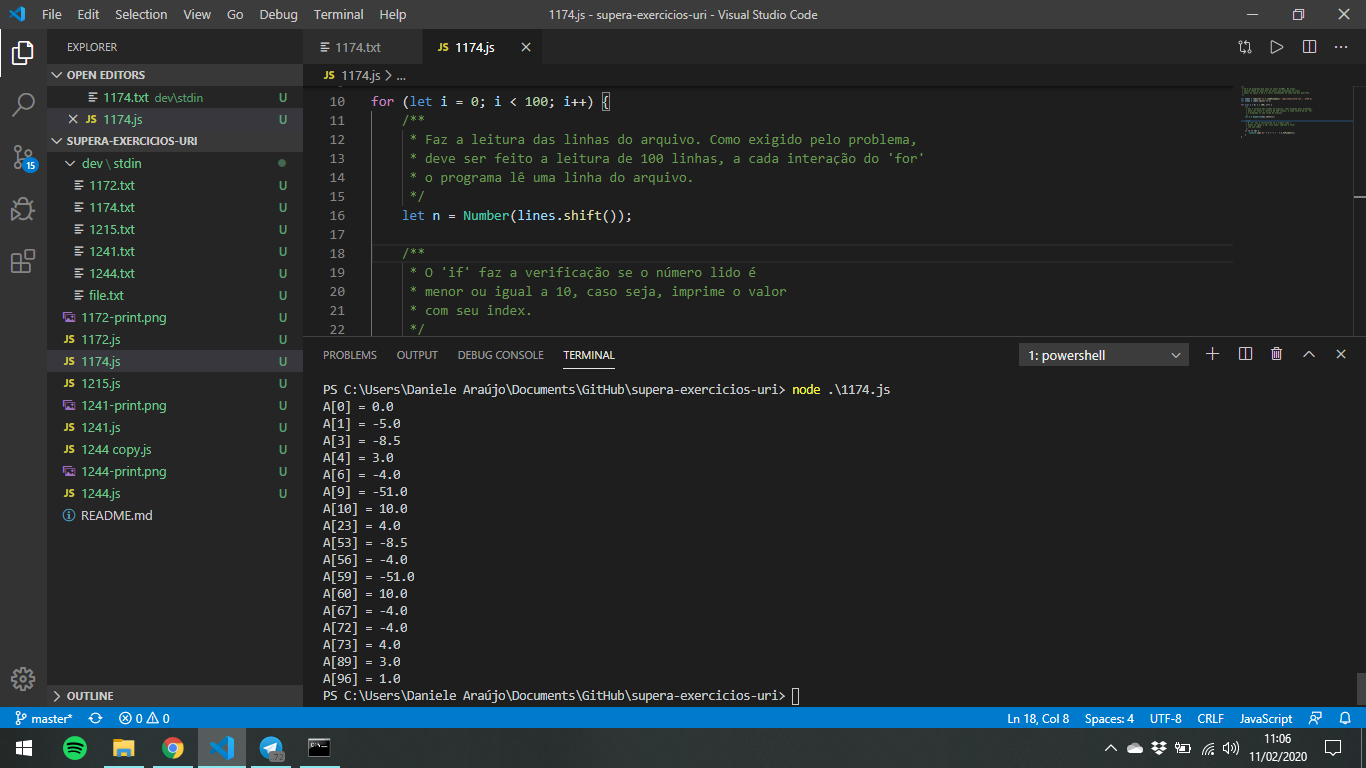 File Edit Selection View Go Debug Terminal Help 1174.js - supera-exercicios-uri - Visual Studio Code
EXPLORER
OPEN EDITORS
1174.txt dev\stdin U
JS 1174.js U
SUPERA-EXERCICIOS-URI
dev \ stdin
1172.txt U
1174.txt U
1215.txt U
1241.txt U
1244.txt U
file.txt U
1172-print.png U
JS 1172.js U
JS 1174.js U
JS 1215.js U
1241-print.png U
JS 1241.js U
JS 1244 copy.js U
1244-print.png U
JS 1244.js U
README.md
OUTLINE
15
1174.txt JS 1174.js
JS 1174.js > ...
10 for (let i = 0; i < 100; i++) {
11 /**
12 * Faz a leitura das linhas do arquivo. Como exigido pelo problema,
13 * deve ser feito a leitura de 100 linhas, a cada interação do 'for'
14 * o programa lê uma linha do arquivo.
15 */
16 let n = Number(lines.shift());
17
18 /**
19 * O 'if' faz a verificação se o número lido é
20 * menor ou igual a 10, caso seja, imprime o valor
21 * com seu index.
22 */
PROBLEMS OUTPUT DEBUG CONSOLE TERMINAL 1: powershell
PS C:\Users\Daniele Araújo\Documents\GitHub\supera-exercicios-uri> node .\1174.js
A[0] = 0.0
A[1] = -5.0
A[3] = -8.5
A[4] = 3.0
A[6] = -4.0
A[9] = -51.0
A[10] = 10.0
A[23] = 4.0
A[53] = -8.5
A[56] = -4.0
A[59] = -51.0
A[60] = 10.0
A[67] = -4.0
A[72] = -4.0
A[73] = 4.0
A[89] = 3.0
A[96] = 1.0
PS C:\Users\Daniele Araújo\Documents\GitHub\supera-exercicios-uri>
master* 0 0 Ln 18, Col 8 Spaces: 4 UTF-8 CRLF JavaScript
72
11:06
11/02/2020